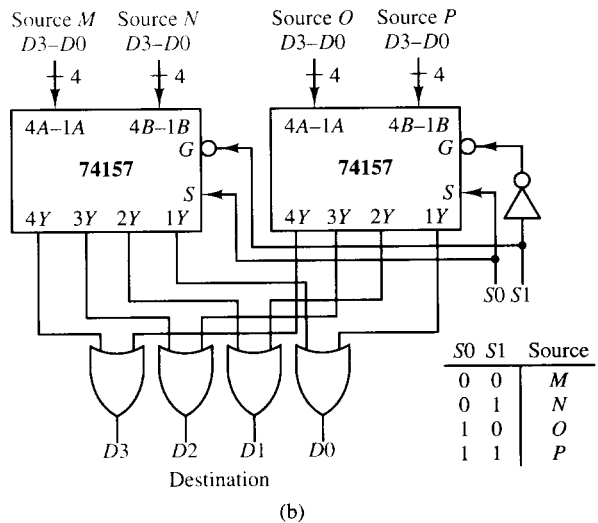 Source M Source N Source O Source P
D3–D0 D3–D0 D3–D0 D3–D0
4 4 4 4
4A–1A 4B–1B 4A–1A 4B–1B
G G
74157 74157
S S
4Y 3Y 2Y 1Y 4Y 3Y 2Y 1Y
S0 S1
S0 S1 Source
0 0 M
0 1 N
1 0 O
1 1 P
D3 D2 D1 D0
Destination
(b)